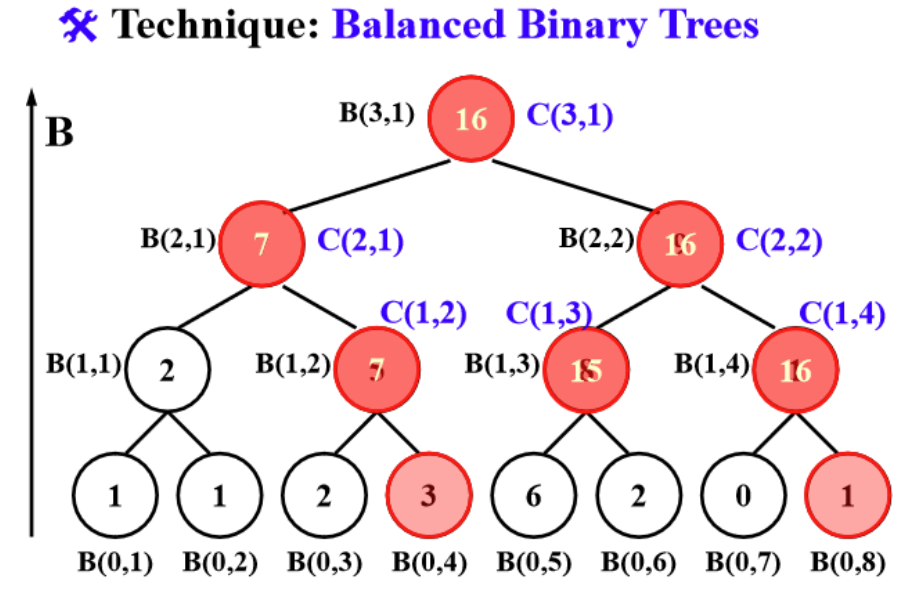 Technique: Balanced Binary Trees
B
B(3,1) 16 C(3,1)
B(2,1) 7 C(2,1) B(2,2) 16 C(2,2)
C(1,2) C(1,3) C(1,4)
B(1,1) 2 B(1,2) 7 B(1,3) 15 B(1,4) 16
1 1 2 3 6 2 0 1
B(0,1) B(0,2) B(0,3) B(0,4) B(0,5) B(0,6) B(0,7) B(0,8)